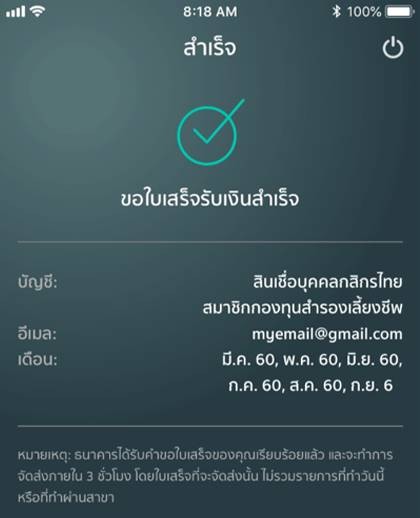 8:18 AM
100%
สำเร็จ
ขอใบเสร็จรับเงินสำเร็จ
บัญชี:
สินเชื่อบุคคลกสิกรไทย
สมาชิกกองทุนสำรองเลี้ยงชีพ
อีเมล:
myemail@gmail.com
เดือน:
มี.ค. 60, พ.ค. 60, มิ.ย. 60,
ก.ค. 60, ส.ค. 60, ก.ย. 6
หมายเหตุ: ธนาคารได้รับคำขอใบเสร็จของคุณเรียบร้อยแล้ว และจะทำการ
จัดส่งภายใน 3 ชั่วโมง โดยใบเสร็จที่จะจัดส่งนั้น ไม่รวมรายการที่ทำวันนี้
หรือที่ทำผ่านสาขา